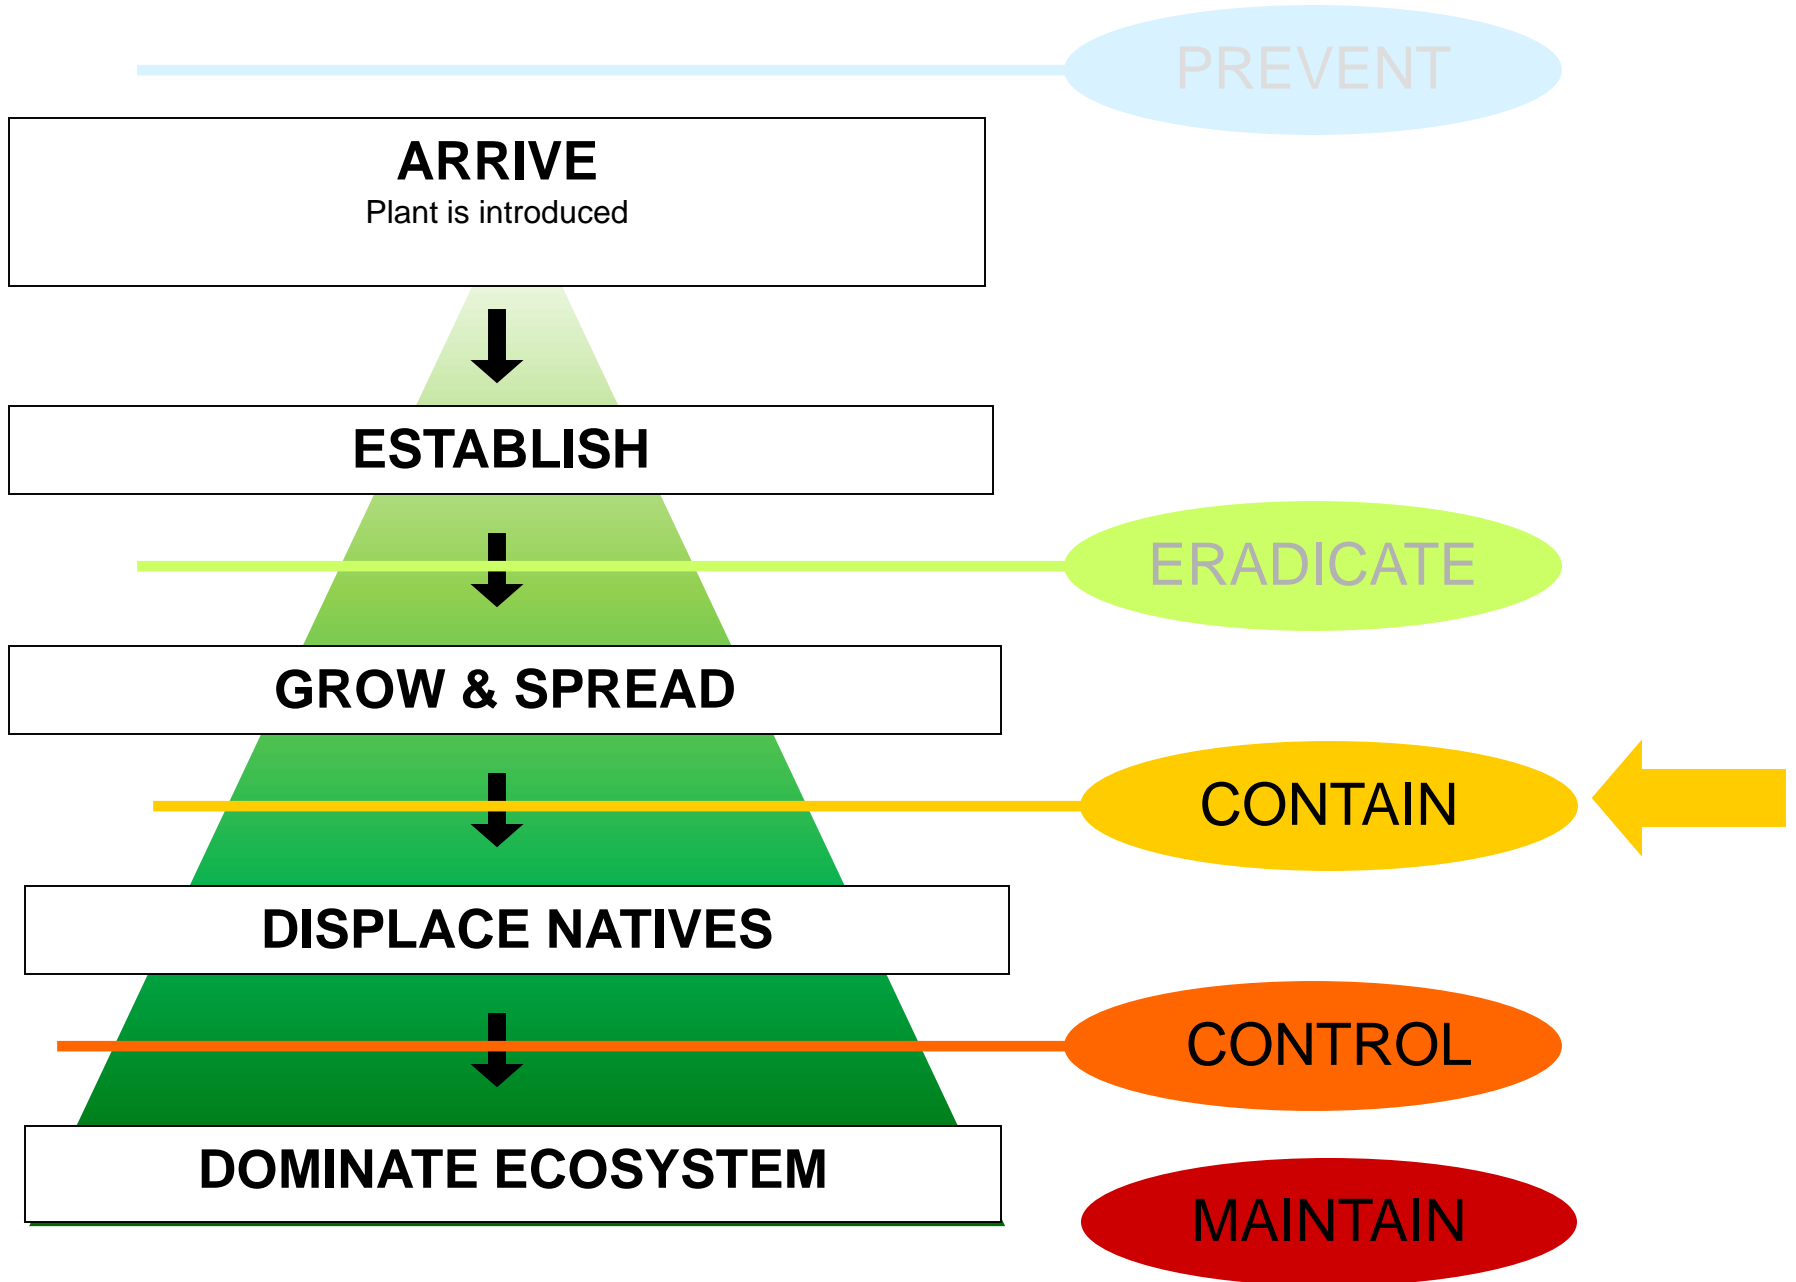 PREVENT
ARRIVE
Plant is introduced
ESTABLISH
ERADICATE
GROW & SPREAD
CONTAIN
DISPLACE NATIVES
CONTROL
DOMINATE ECOSYSTEM
MAINTAIN